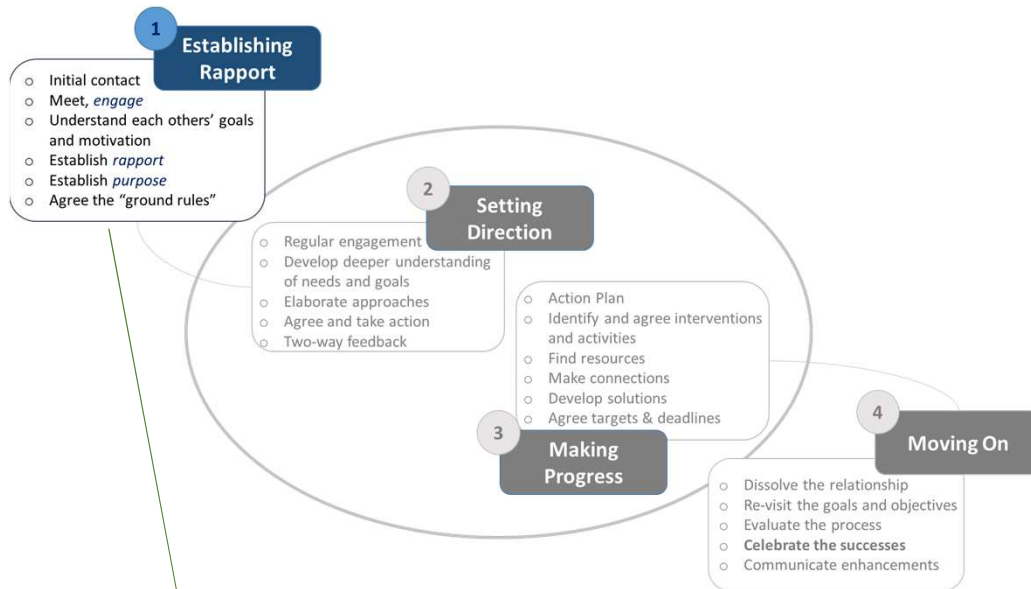 1
Establishing
Rapport
o Initial contact
o Meet, engage
o Understand each others' goals
and motivation
o Establish rapport
o Establish purpose
o Agree the "ground rules"
2
Setting
Direction
o Regular engagement
o Develop deeper understanding
of needs and goals
o Elaborate approaches
o Agree and take action
o Two-way feedback
o Action Plan
o Identify and agree interventions
and activities
o Find resources
o Make connections
o Develop solutions
o Agree targets & deadlines
3
Making
Progress
4
Moving On
o Dissolve the relationship
o Re-visit the goals and objectives
o Evaluate the process
o Celebrate the successes
o Communicate enhancements